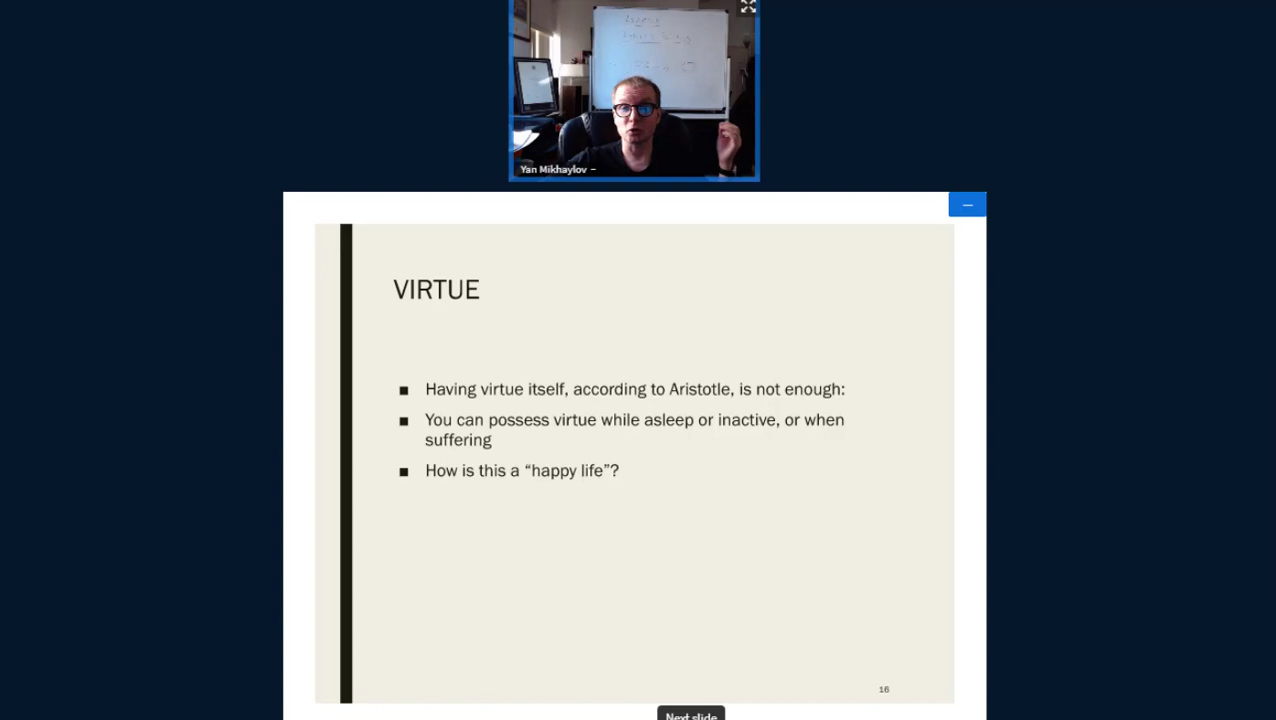 Yan Mikhaylov
VIRTUE
■ Having virtue itself, according to Aristotle, is not enough:
■ You can possess virtue while asleep or inactive, or when
suffering
■ How is this a “happy life”?
16
Next slide